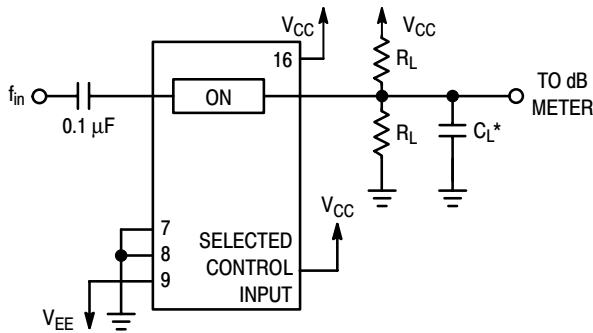 V_CC
V_CC
16
R_L
f_in
ON
TO dB
METER
0.1 μF
R_L
C_L*
7
8
9
SELECTED
CONTROL
INPUT
V_CC
V_EE